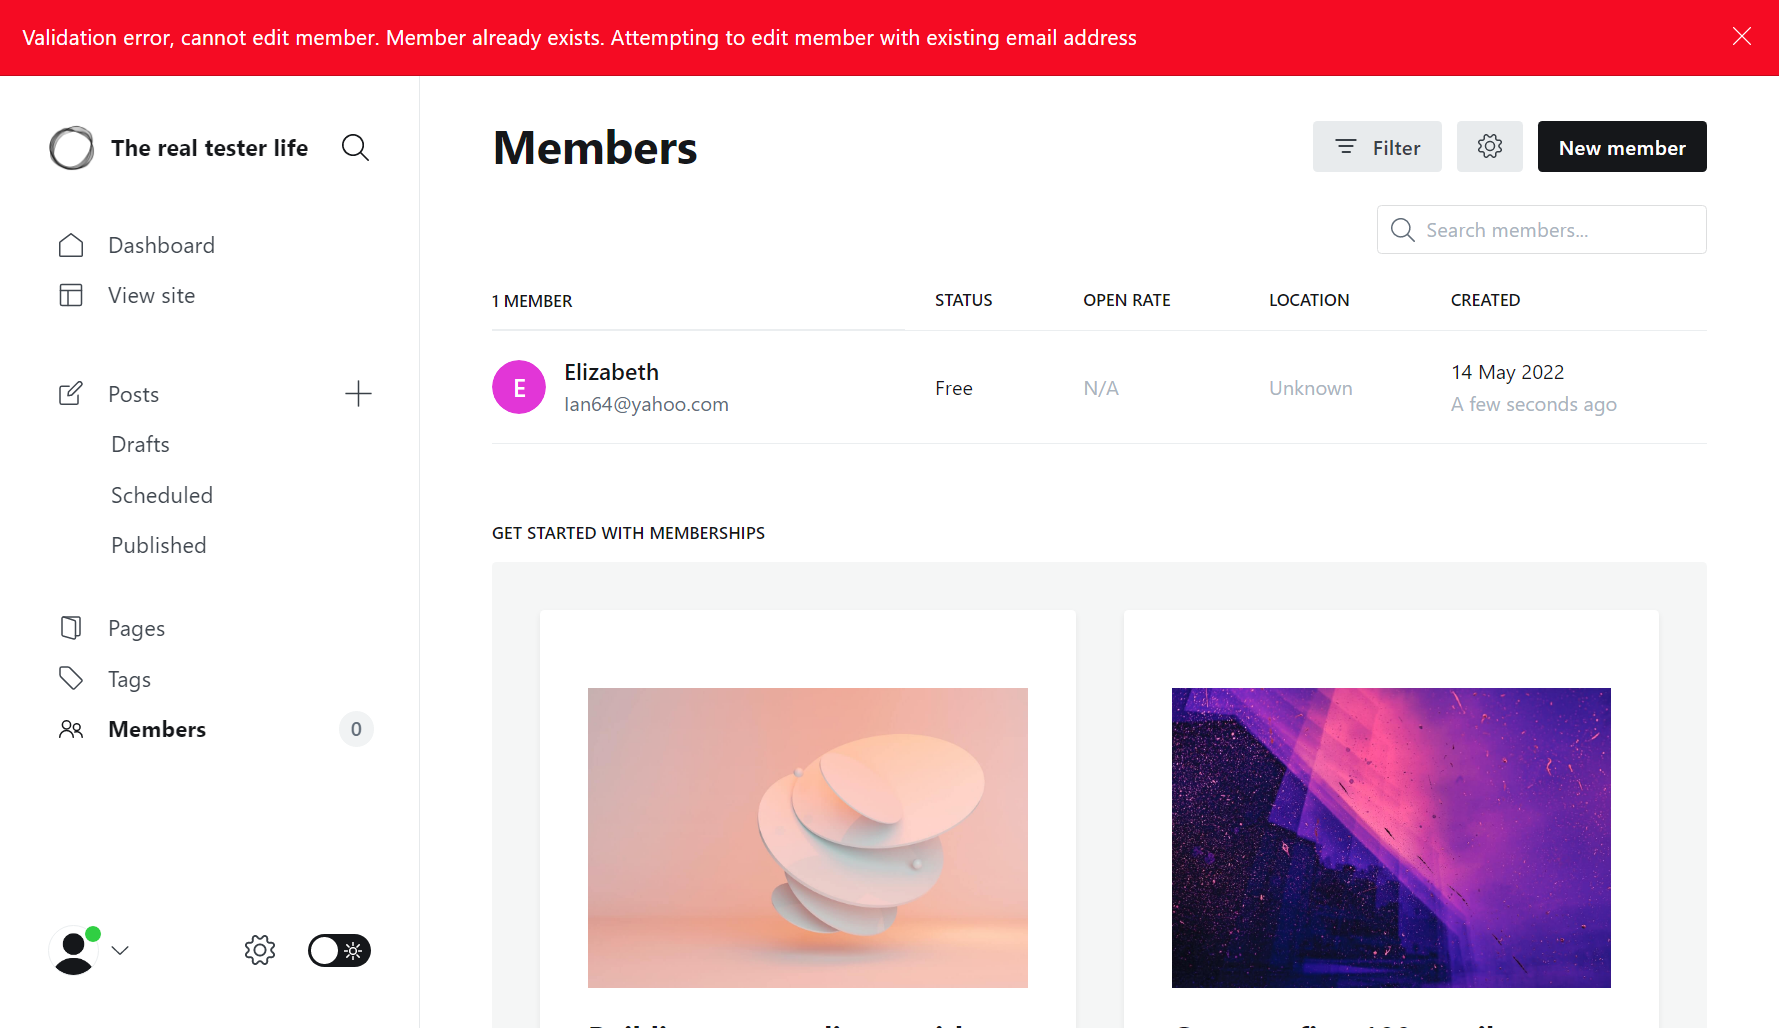 Validation error, cannot edit member. Member already exists. Attempting to edit member with existing email address
The real tester life
Dashboard
View site
Posts
Drafts
Scheduled
Published
Pages
Tags
Members 0
Members
Filter
New member
Search members...
1 MEMBER STATUS OPEN RATE LOCATION CREATED
E
Elizabeth
Ian64@yahoo.com
Free
N/A
Unknown
14 May 2022
A few seconds ago
GET STARTED WITH MEMBERSHIPS